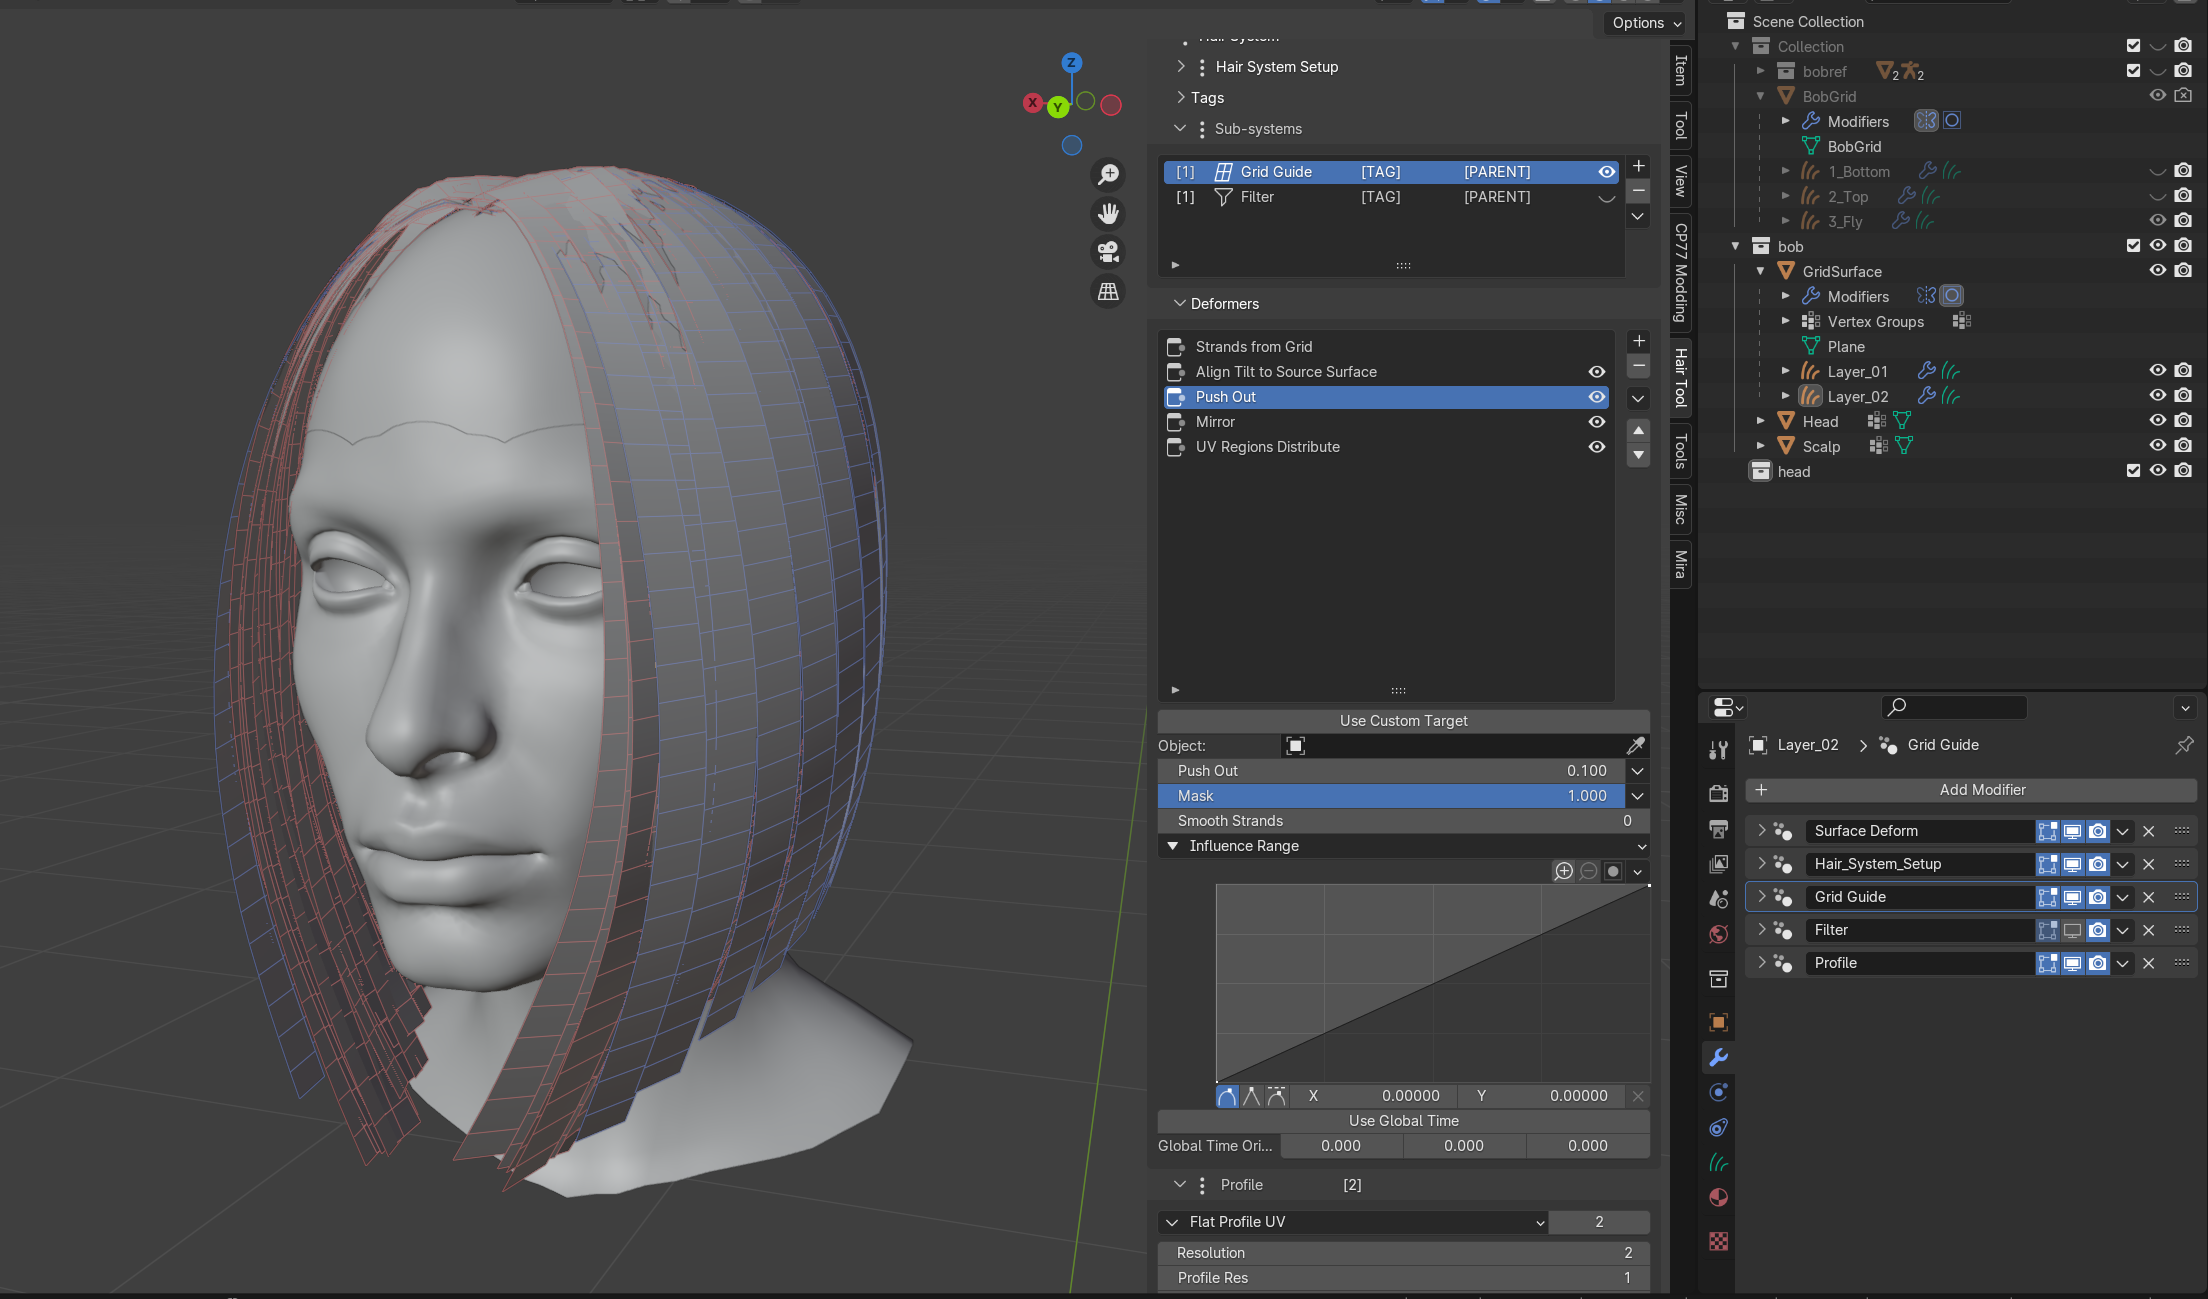 Options
Z
X
Y
Hair System
Hair System Setup
Tags
Sub-systems
[1] Grid Guide [TAG] [PARENT]
[1] Filter [TAG] [PARENT]
Deformers
Strands from Grid
Align Tilt to Source Surface
Push Out
Mirror
UV Regions Distribute
Use Custom Target
Object:
Push Out 0.100
Mask 1.000
Smooth Strands 0
Influence Range
X 0.00000 Y 0.00000
Use Global Time
Global Time Ori... 0.000 0.000 0.000
Profile [2]
Flat Profile UV 2
Resolution 2
Profile Res 1
Item
Tool
View
CP77 Modding
Hair Tool
Tools
Misc
Mira
Scene Collection
Collection
bobref 2 2
BobGrid
Modifiers
BobGrid
1_Bottom
2_Top
3_Fly
bob
GridSurface
Modifiers
Vertex Groups
Plane
Layer_01
Layer_02
Head
Scalp
head
Layer_02 Grid Guide
Add Modifier
Surface Deform
Hair_System_Setup
Grid Guide
Filter
Profile